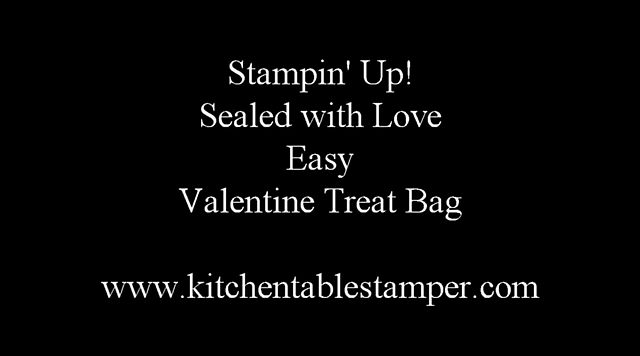 Stampin' Up!
Sealed with Love
Easy
Valentine Treat Bag
www.kitchentablestamper.com